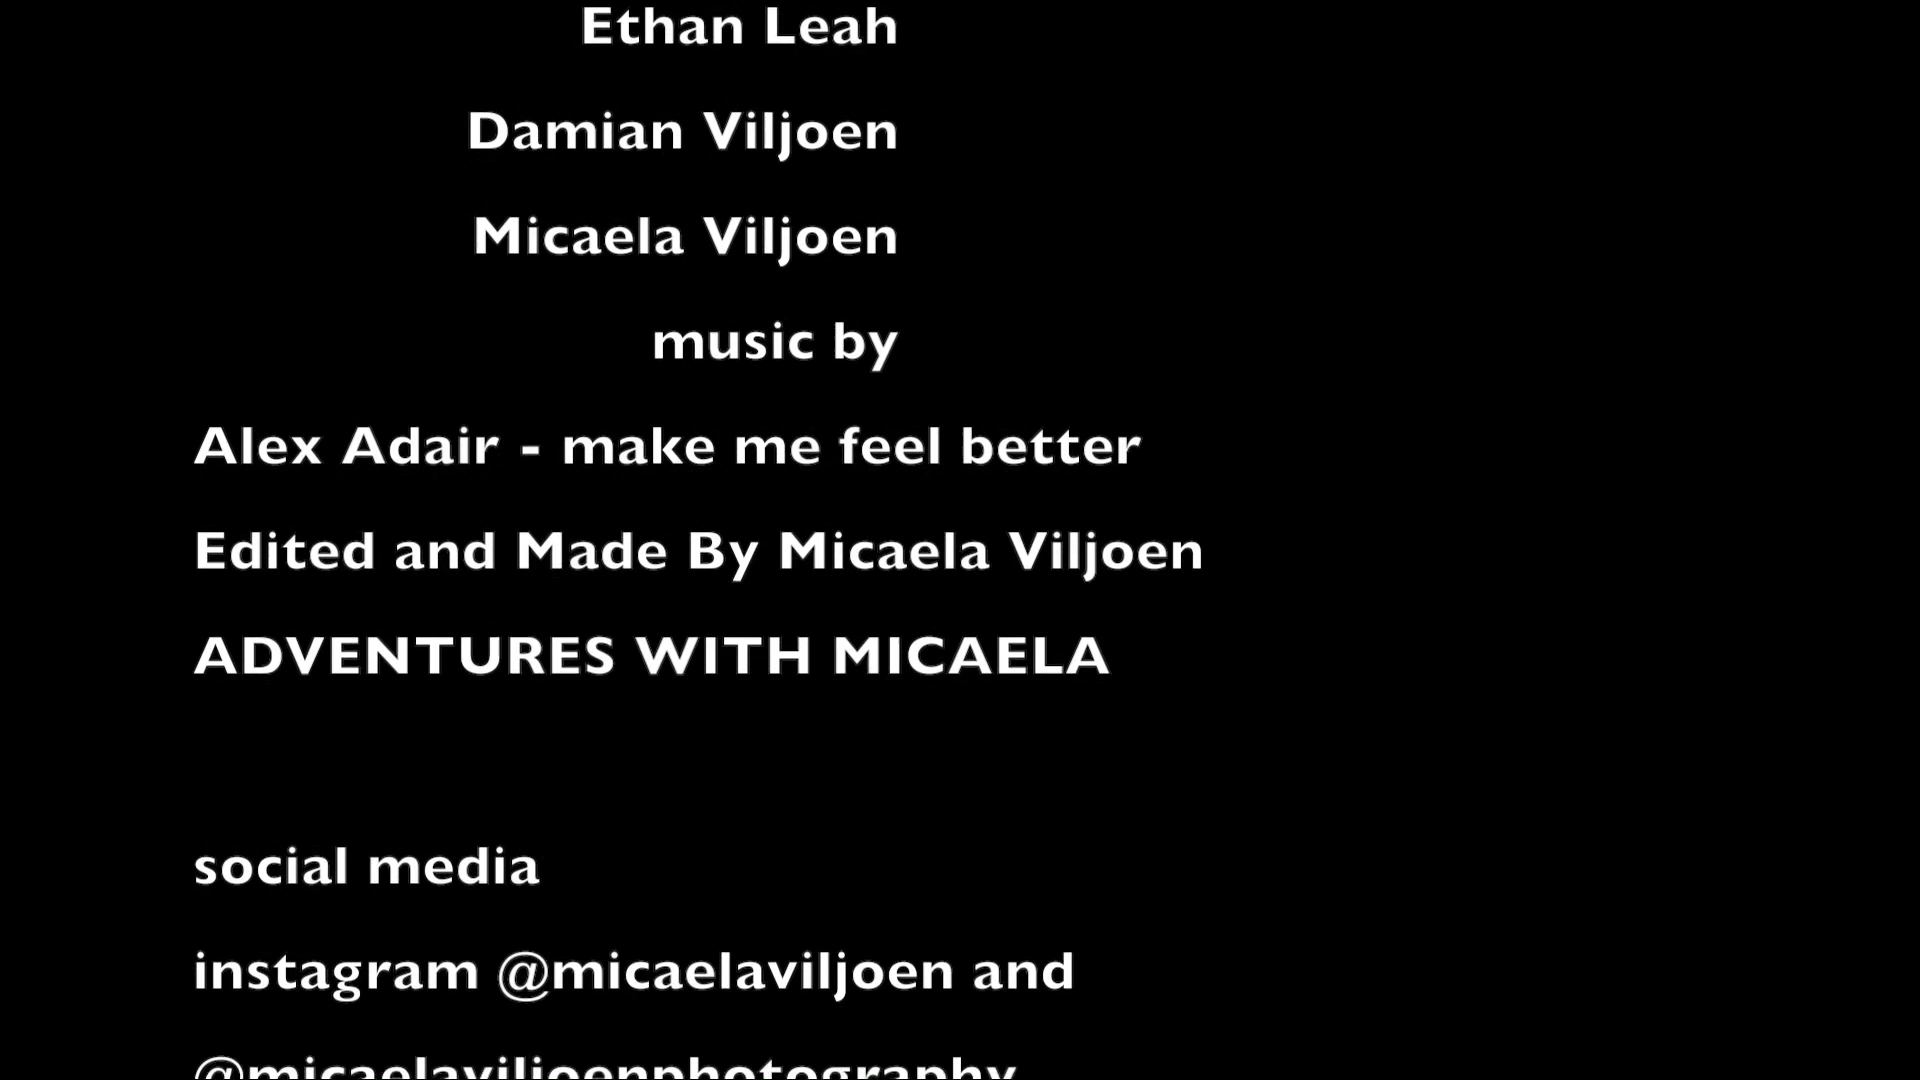 Ethan Leah
Damian Viljoen
Micaela Viljoen
music by
Alex Adair - make me feel better
Edited and Made By Micaela Viljoen
ADVENTURES WITH MICAELA
social media
instagram @micaelaviljoen and
@micaelaviljoenphotography